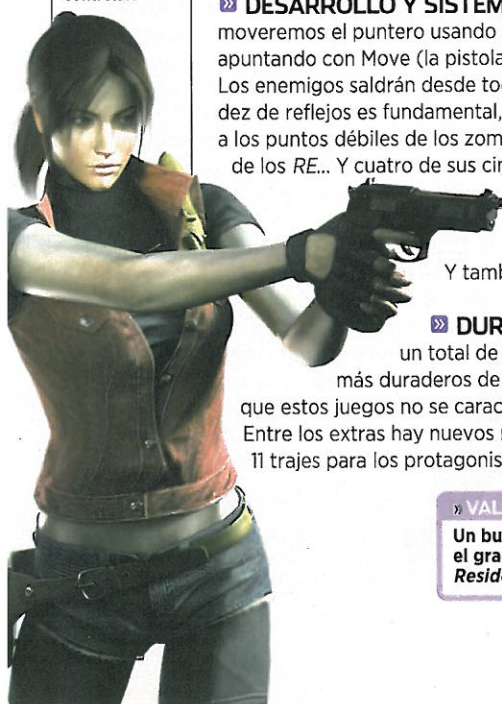 DESARROLLO Y SISTEM
moveremos el puntero usando
apuntando con Move (la pistola
Los enemigos saldrán desde to
dez de reflejos es fundamental,
a los puntos débiles de los zom
de los RE... Y cuatro de sus cir
Y tamb
DUR
un total de
más duraderos de
que estos juegos no se carac
Entre los extras hay nuevos
11 trajes para los protagonis
» VAL
Un bu
el gra
Resid